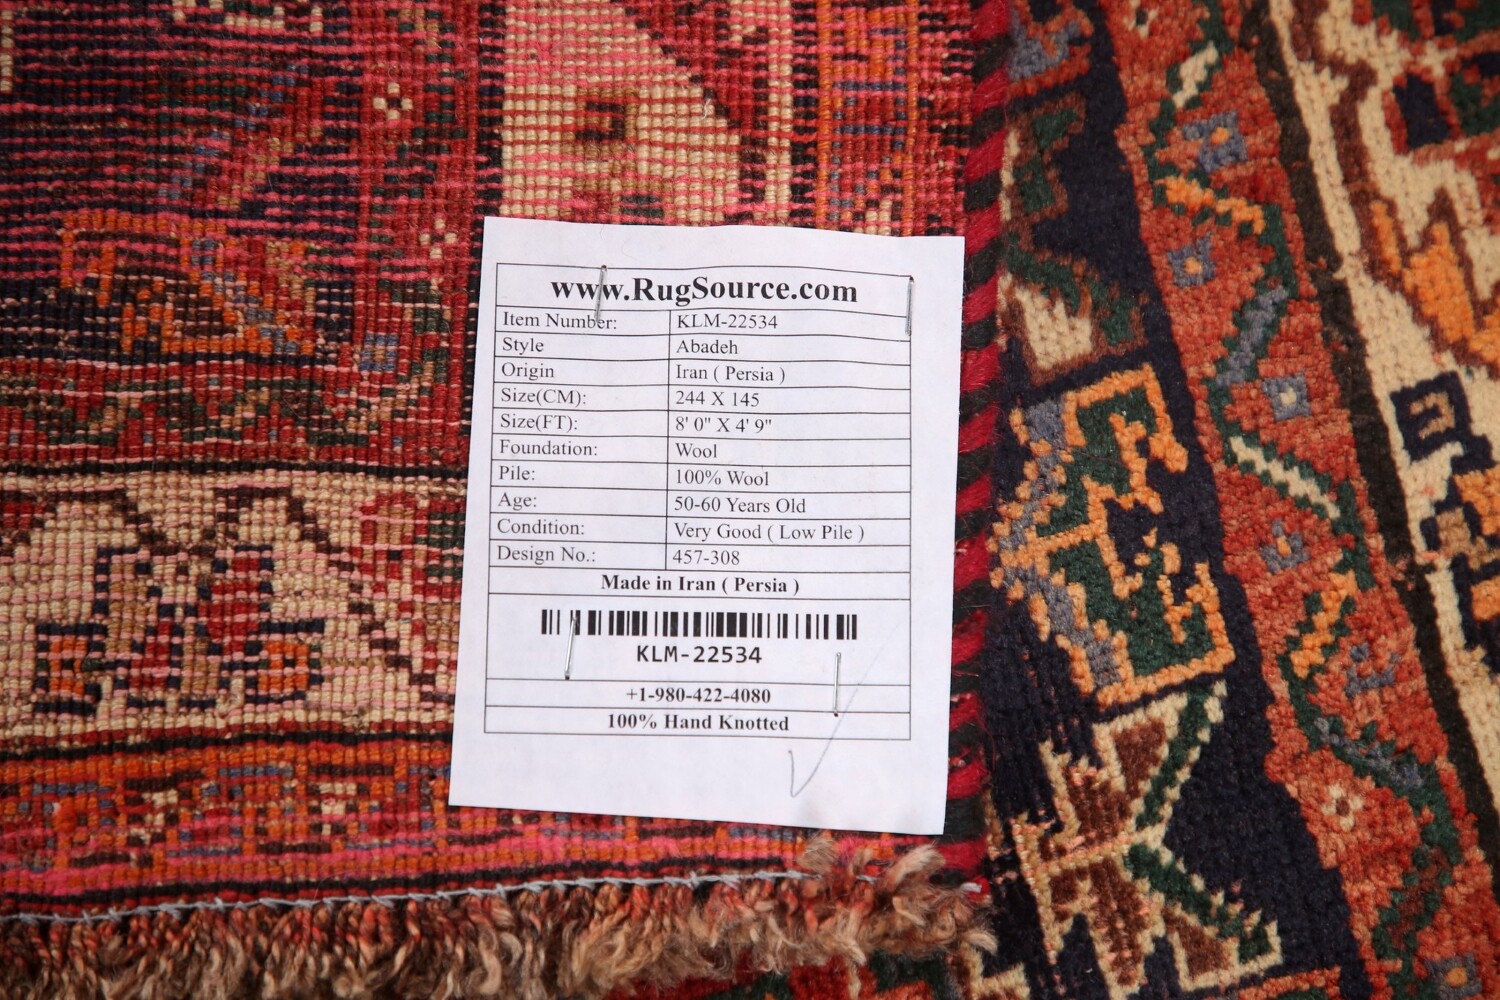 www.RugSource.com
Item Number: KLM-22534
Style Abadeh
Origin Iran ( Persia )
Size(CM): 244 X 145
Size(FT): 8' 0" X 4' 9"
Foundation: Wool
Pile: 100% Wool
Age: 50-60 Years Old
Condition: Very Good ( Low Pile )
Design No.: 457-308
Made in Iran ( Persia )
KLM-22534
+1-980-422-4080
100% Hand Knotted